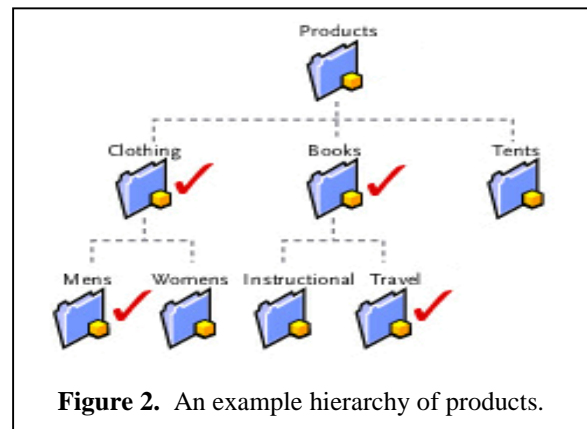 Products
Clothing Books Tents
Mens Womens Instructional Travel
Figure 2. An example hierarchy of products.